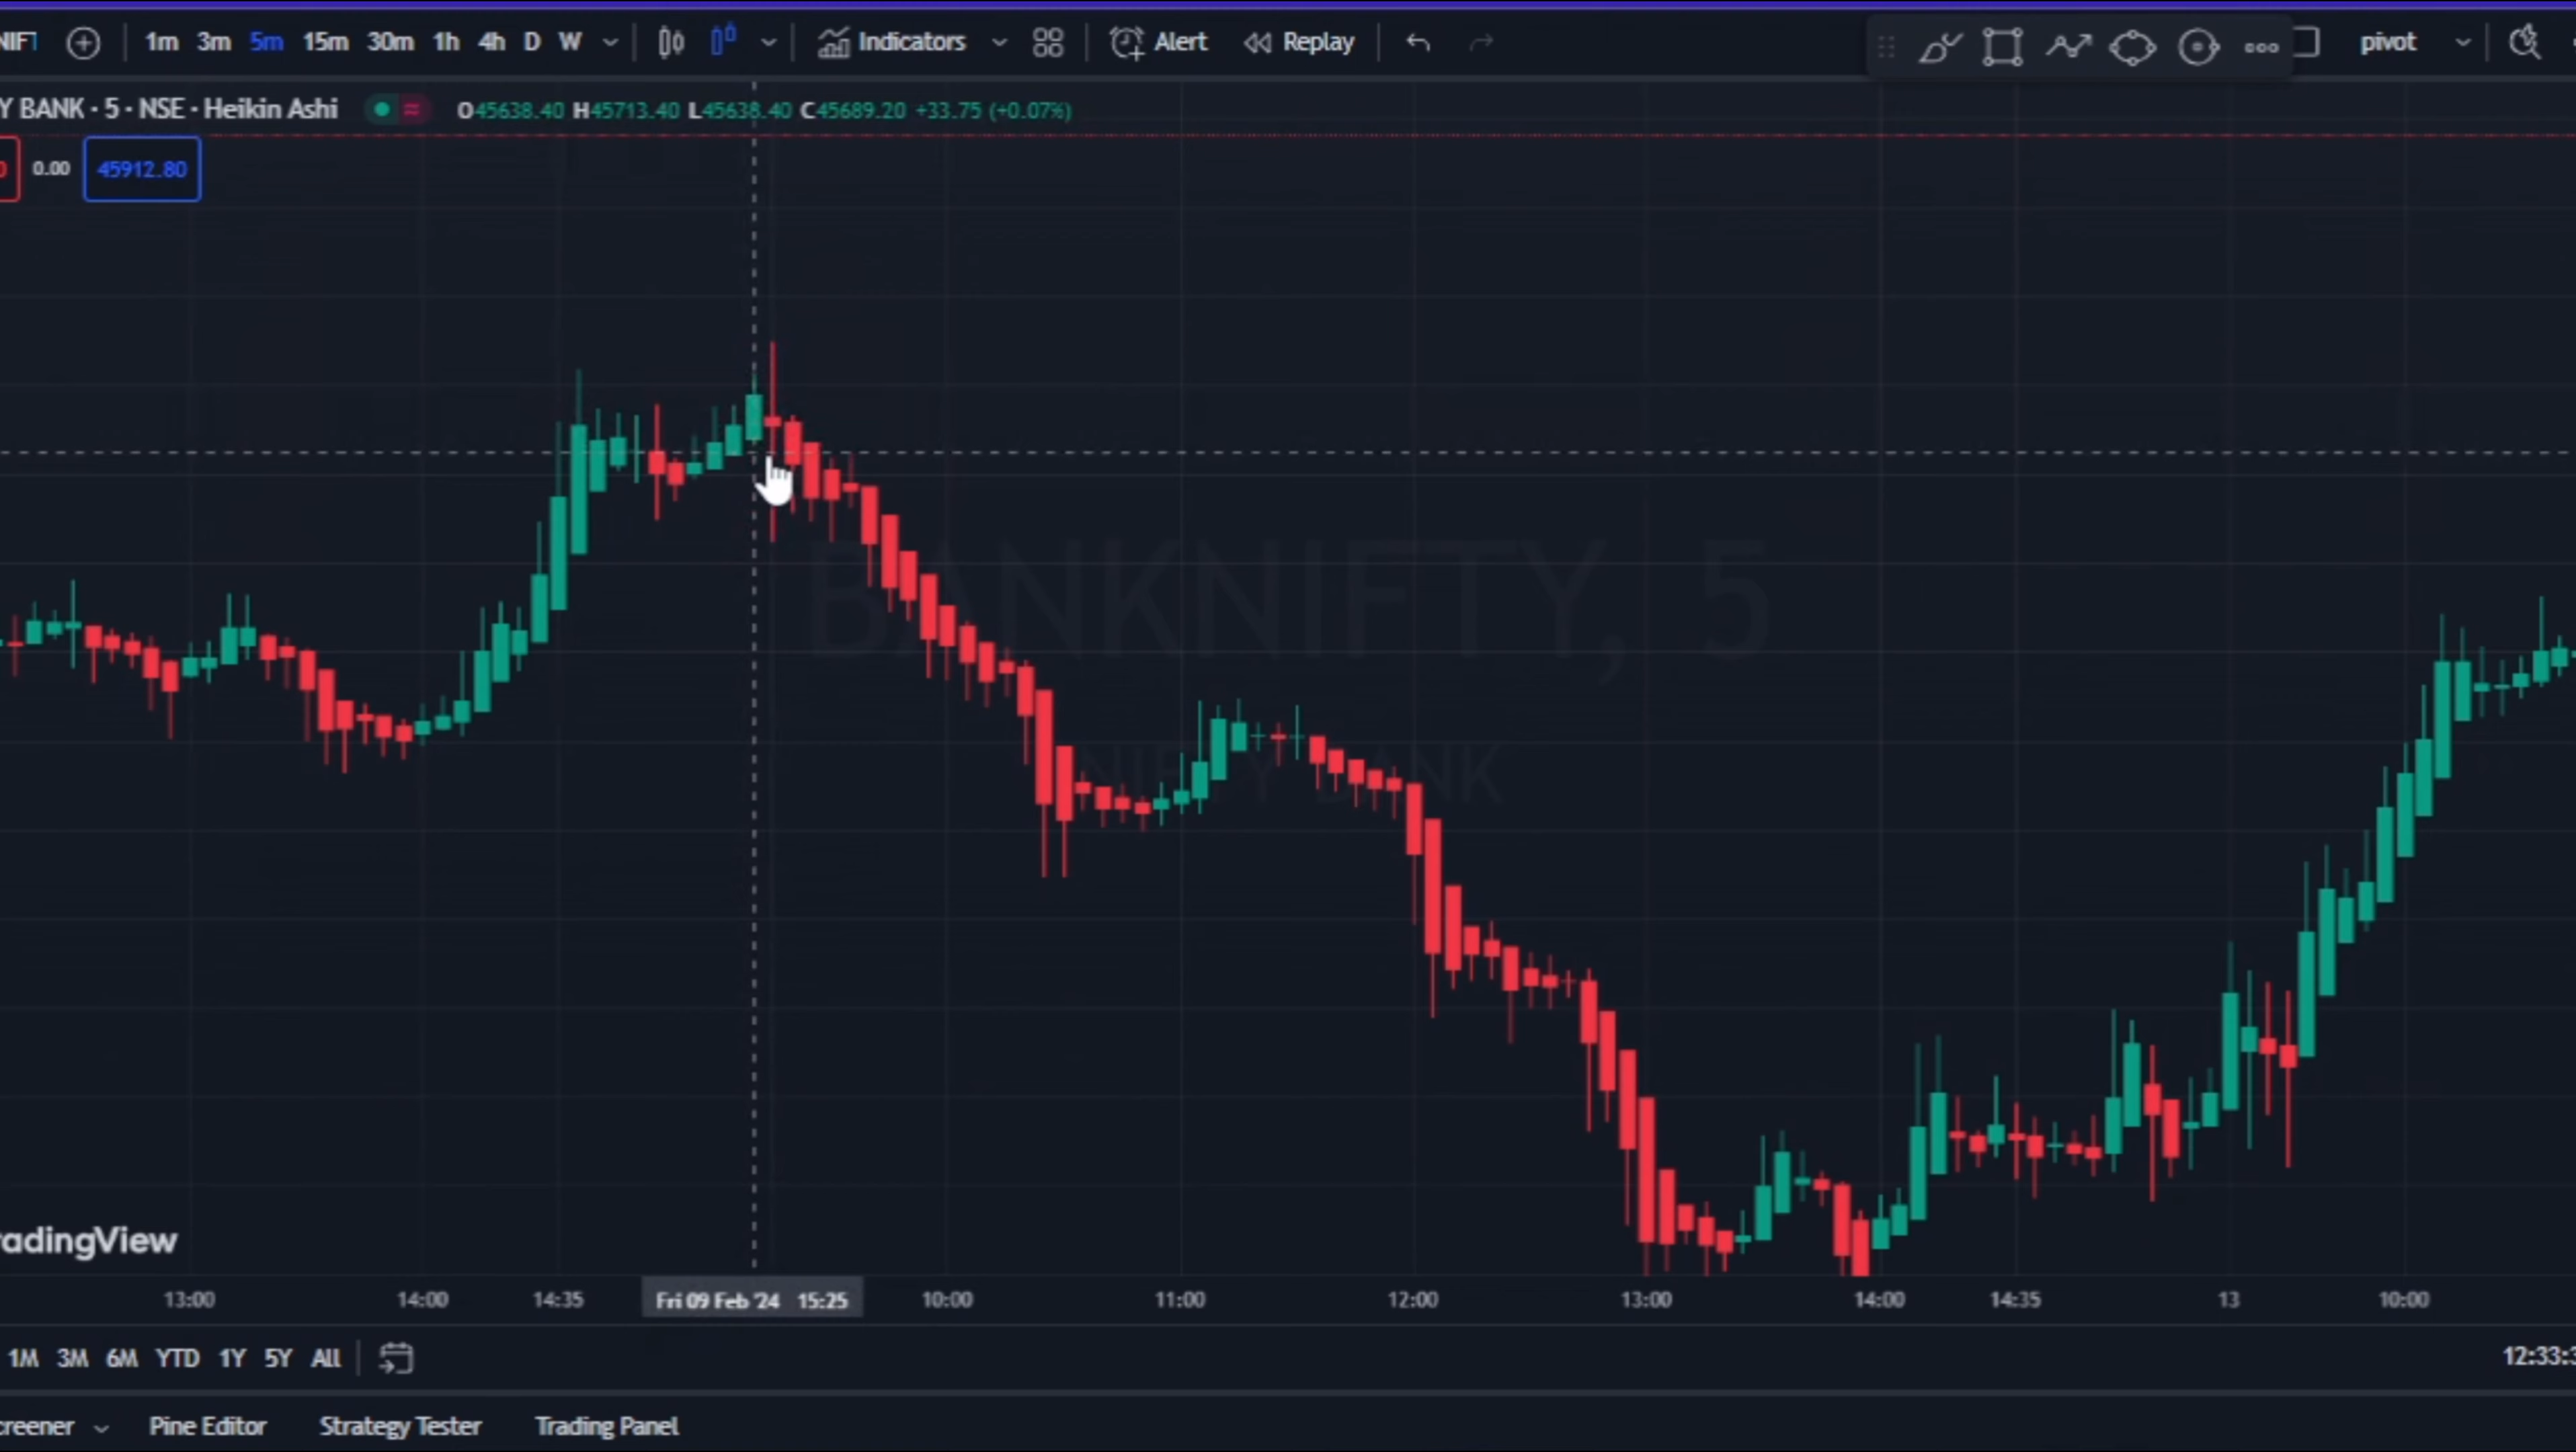 NIFT 1m 3m 5m 15m 30m 1h 4h D W Indicators Alert Replay pivot
Y BANK · 5 · NSE · Heikin Ashi O45638.40 H45713.40 L45638.40 C45689.20 +33.75 (+0.07%)
0 0.00 45912.80
BANKNIFTY, 5
NIFTY BANK
radingView
13:00 14:00 14:35 Fri 09 Feb '24 15:25 10:00 11:00 12:00 13:00 14:00 14:35 13 10:00
1M 3M 6M YTD 1Y 5Y All 12:33:3
creener Pine Editor Strategy Tester Trading Panel